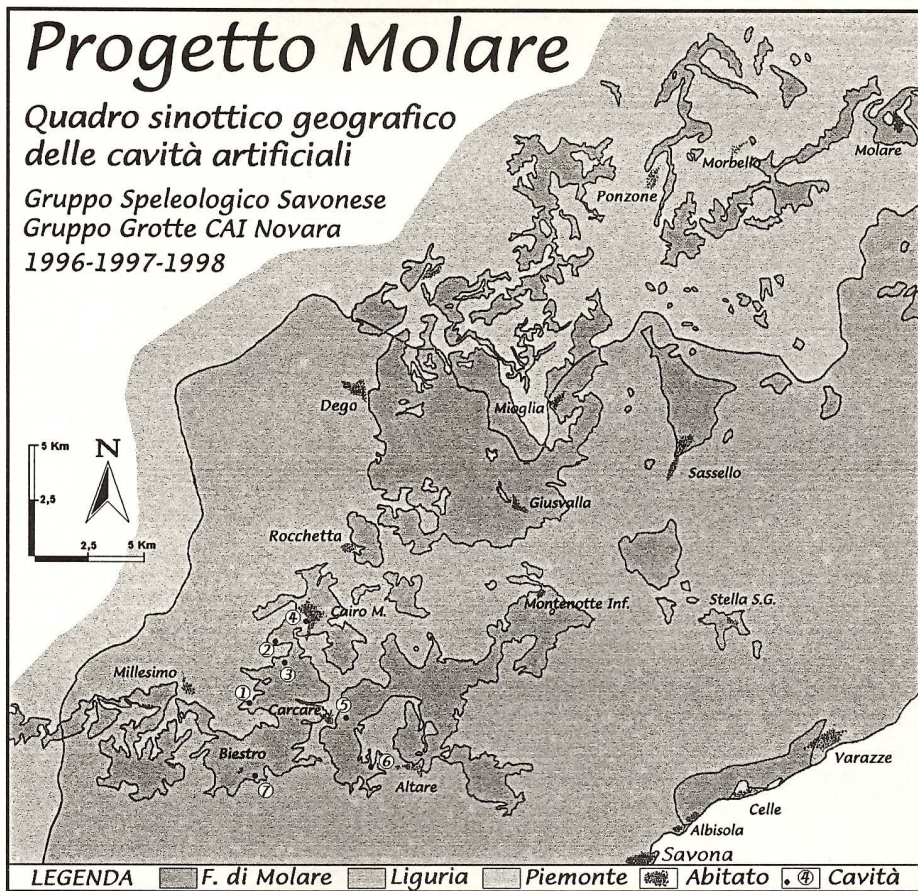 Progetto Molare
Quadro sinottico geografico
delle cavità artificiali
Gruppo Speleologico Savonese
Gruppo Grotte CAI Novara
1996-1997-1998
Molare
Morbello
Ponzone
Dego
Mioglia
Sassello
5 Km
N
2,5
2,5 5 Km
Giusvalla
Rocchetta
Montenotte Inf.
Stella S.G.
④ Cairo M.
②
③
Millesimo
①
Carcare
⑤
Biestro
⑥
Altare
⑦
Varazze
Celle
Albisola
Savona
LEGENDA F. di Molare Liguria Piemonte Abitato ④ Cavità